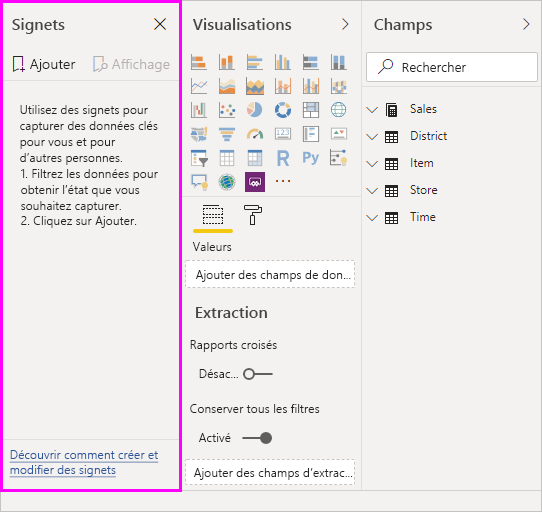 Signets
Ajouter
Affichage
Utilisez des signets pour
capturer des données clés
pour vous et pour
d'autres personnes.
1. Filtrez les données pour
obtenir l'état que vous
souhaitez capturer.
2. Cliquez sur Ajouter.
Découvrir comment créer et
modifier des signets
Visualisations
123
R
Py
...
Valeurs
Ajouter des champs de don...
Extraction
Rapports croisés
Désac...
Conserver tous les filtres
Activé
Ajouter des champs d'extrac...
Champs
Rechercher
Sales
District
Item
Store
Time